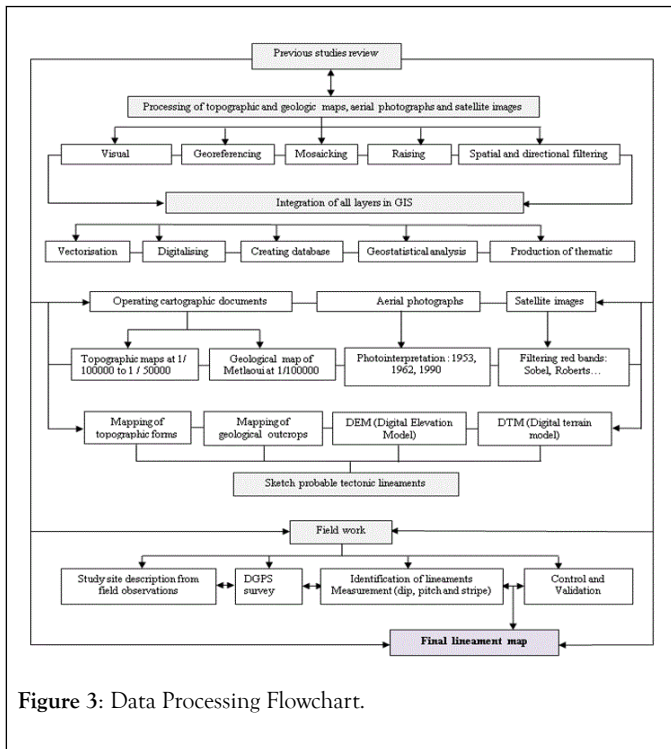 Previous studies review
Processing of topographic and geologic maps, aerial photographs and satellite images
Visual
Georeferencing
Mosaicking
Raising
Spatial and directional filtering
Integration of all layers in GIS
Vectorisation
Digitalising
Creating database
Geostatistical analysis
Production of thematic
Operating cartographic documents
Aerial photographs
Satellite images
Topographic maps at 1/
100000 to 1 / 50000
Geological map of
Metlaoui at 1/100000
Photointerpretation : 1953,
1962, 1990
Filtering red bands:
Sobel, Roberts…
Mapping of
topographic forms
Mapping of
geological outcrops
DEM (Digital Elevation
Model)
DTM (Digital terrain
model)
Sketch probable tectonic lineaments
Field work
Study site description from
field observations
DGPS
survey
Identification of lineaments
Measurement (dip, pitch and stripe)
Control and
Validation
Final lineament map
Figure 3: Data Processing Flowchart.